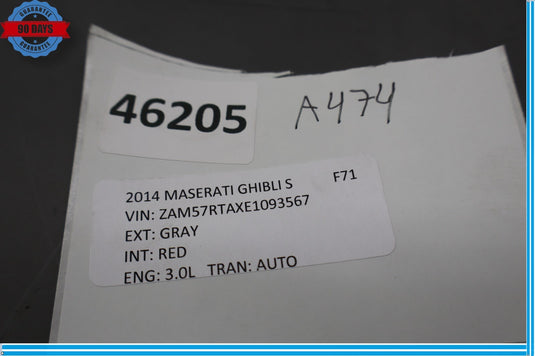 GUARANTEE
90 DAYS
GUARANTEE
46205
A474
2014 MASERATI GHIBLI S F71
VIN: ZAM57RTAXE1093567
EXT: GRAY
INT: RED
ENG: 3.0L TRAN: AUTO